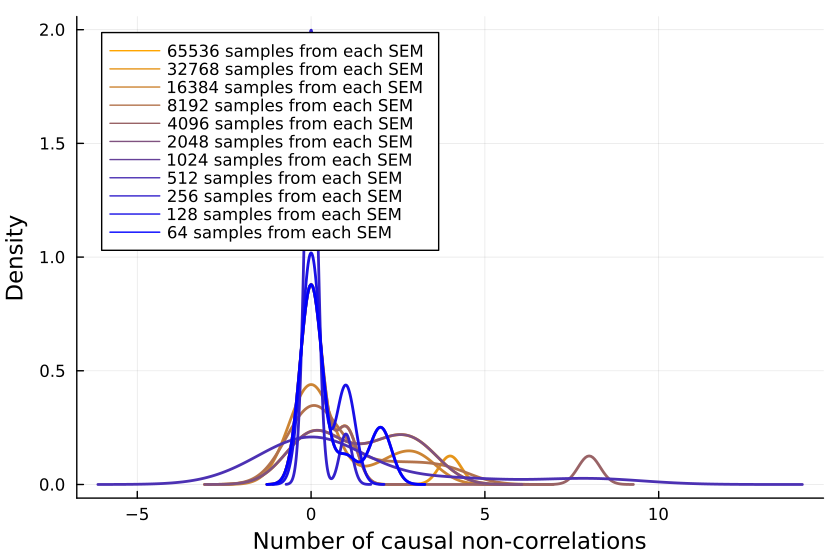 2.0
65536 samples from each SEM
32768 samples from each SEM
16384 samples from each SEM
8192 samples from each SEM
4096 samples from each SEM
2048 samples from each SEM
1024 samples from each SEM
512 samples from each SEM
256 samples from each SEM
128 samples from each SEM
64 samples from each SEM
1.5
1.0
0.5
0.0
Density
−5 0 5 10
Number of causal non-correlations